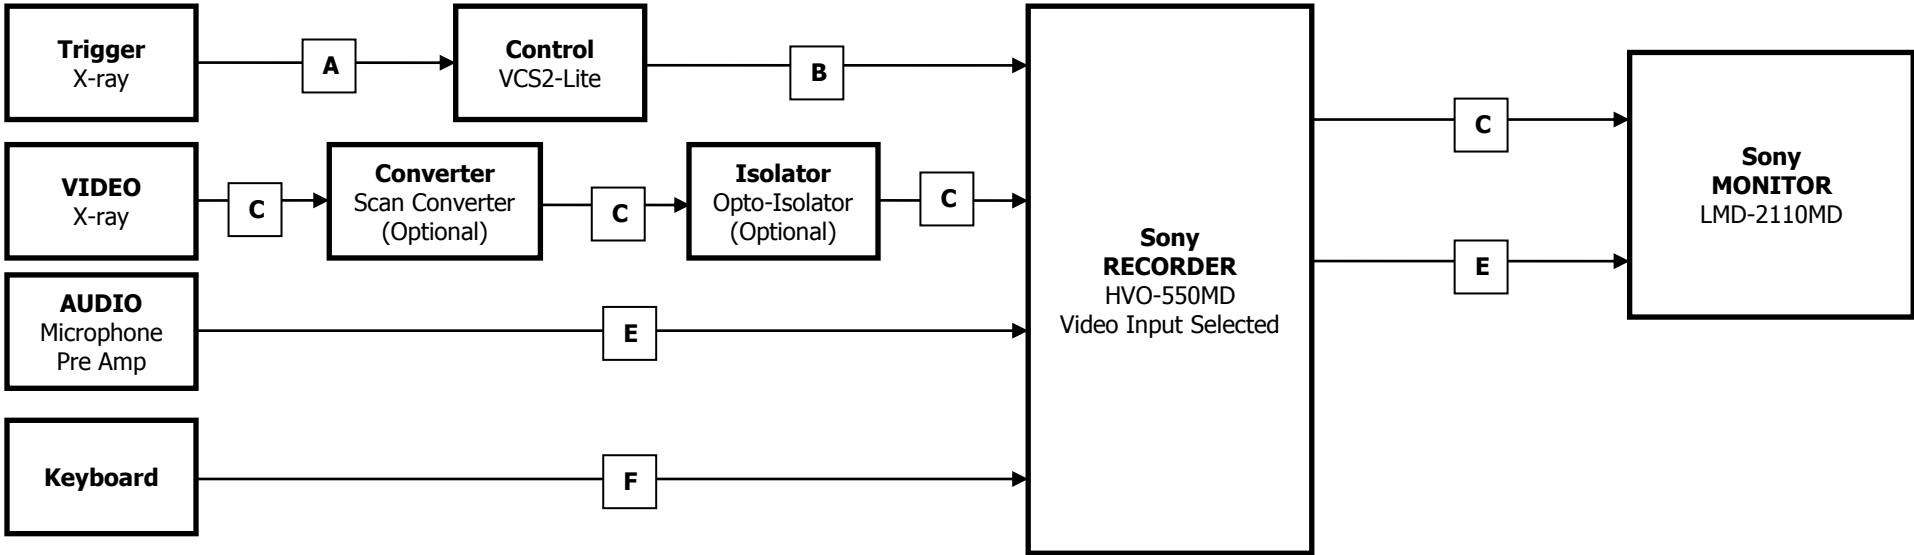 Trigger
X-ray
A
Control
VCS2-Lite
B
VIDEO
X-ray
C
Converter
Scan Converter
(Optional)
C
Isolator
Opto-Isolator
(Optional)
C
AUDIO
Microphone
Pre Amp
E
Keyboard
F
Sony
RECORDER
HVO-550MD
Video Input Selected
C
E
Sony
MONITOR
LMD-2110MD